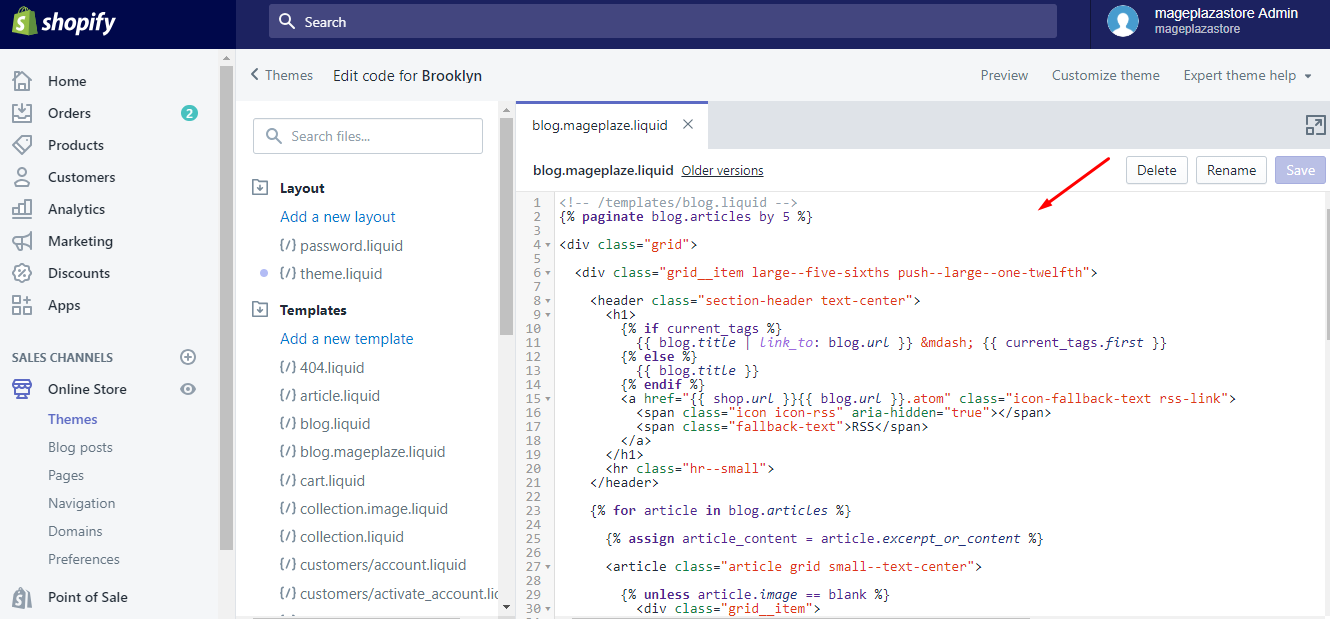 shopify
Search
mageplazastore Admin
mageplazastore
Home
Orders
2
Products
Customers
Analytics
Marketing
Discounts
Apps
SALES CHANNELS
Online Store
Themes
Blog posts
Pages
Navigation
Domains
Preferences
Point of Sale
Themes
Edit code for Brooklyn
Preview
Customize theme
Expert theme help
Search files...
Layout
Add a new layout
{/} password.liquid
{/} theme.liquid
Templates
Add a new template
{/} 404.liquid
{/} article.liquid
{/} blog.liquid
{/} blog.mageplaze.liquid
{/} cart.liquid
{/} collection.image.liquid
{/} collection.liquid
{/} customers/account.liquid
{/} customers/activate_account.lic
blog.mageplaze.liquid
blog.mageplaze.liquid Older versions
Delete
Rename
Save
1 <!-- /templates/blog.liquid -->
2 {% paginate blog.articles by 5 %}
3
4 <div class="grid">
5
6 <div class="grid__item large--five-sixths push--large--one-twelfth">
7
8 <header class="section-header text-center">
9 <h1>
10 {% if current_tags %}
11 {{ blog.title | link_to: blog.url }} &mdash; {{ current_tags.first }}
12 {% else %}
13 {{ blog.title }}
14 {% endif %}
15 <a href="{{ shop.url }}{{ blog.url }}.atom" class="icon-fallback-text rss-link">
16 <span class="icon icon-rss" aria-hidden="true"></span>
17 <span class="fallback-text">RSS</span>
18 </a>
19 </h1>
20 <hr class="hr--small">
21 </header>
22
23 {% for article in blog.articles %}
24
25 {% assign article_content = article.excerpt_or_content %}
26
27 <article class="article grid small--text-center">
28
29 {% unless article.image == blank %}
30 <div class="grid__item">